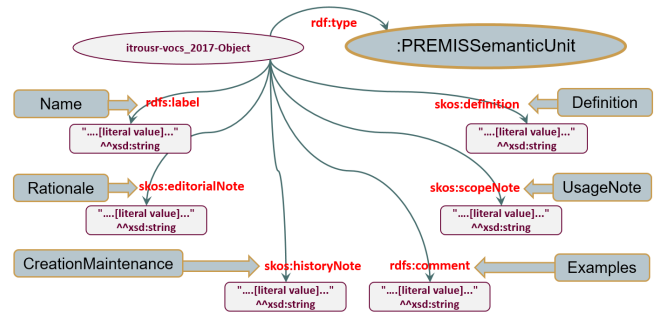 rdf:type
itrousr-vocs_2017-Object
:PREMISSemanticUnit
Name
rdfs:label
skos:definition
Definition
"....[literal value]..."
^^xsd:string
"....[literal value]..."
^^xsd:string
Rationale
skos:editorialNote
skos:scopeNote
UsageNote
"....[literal value]..."
^^xsd:string
"....[literal value]..."
^^xsd:string
CreationMaintenance
skos:historyNote
rdfs:comment
Examples
"....[literal value]..."
^^xsd:string
"....[literal value]..."
^^xsd:string